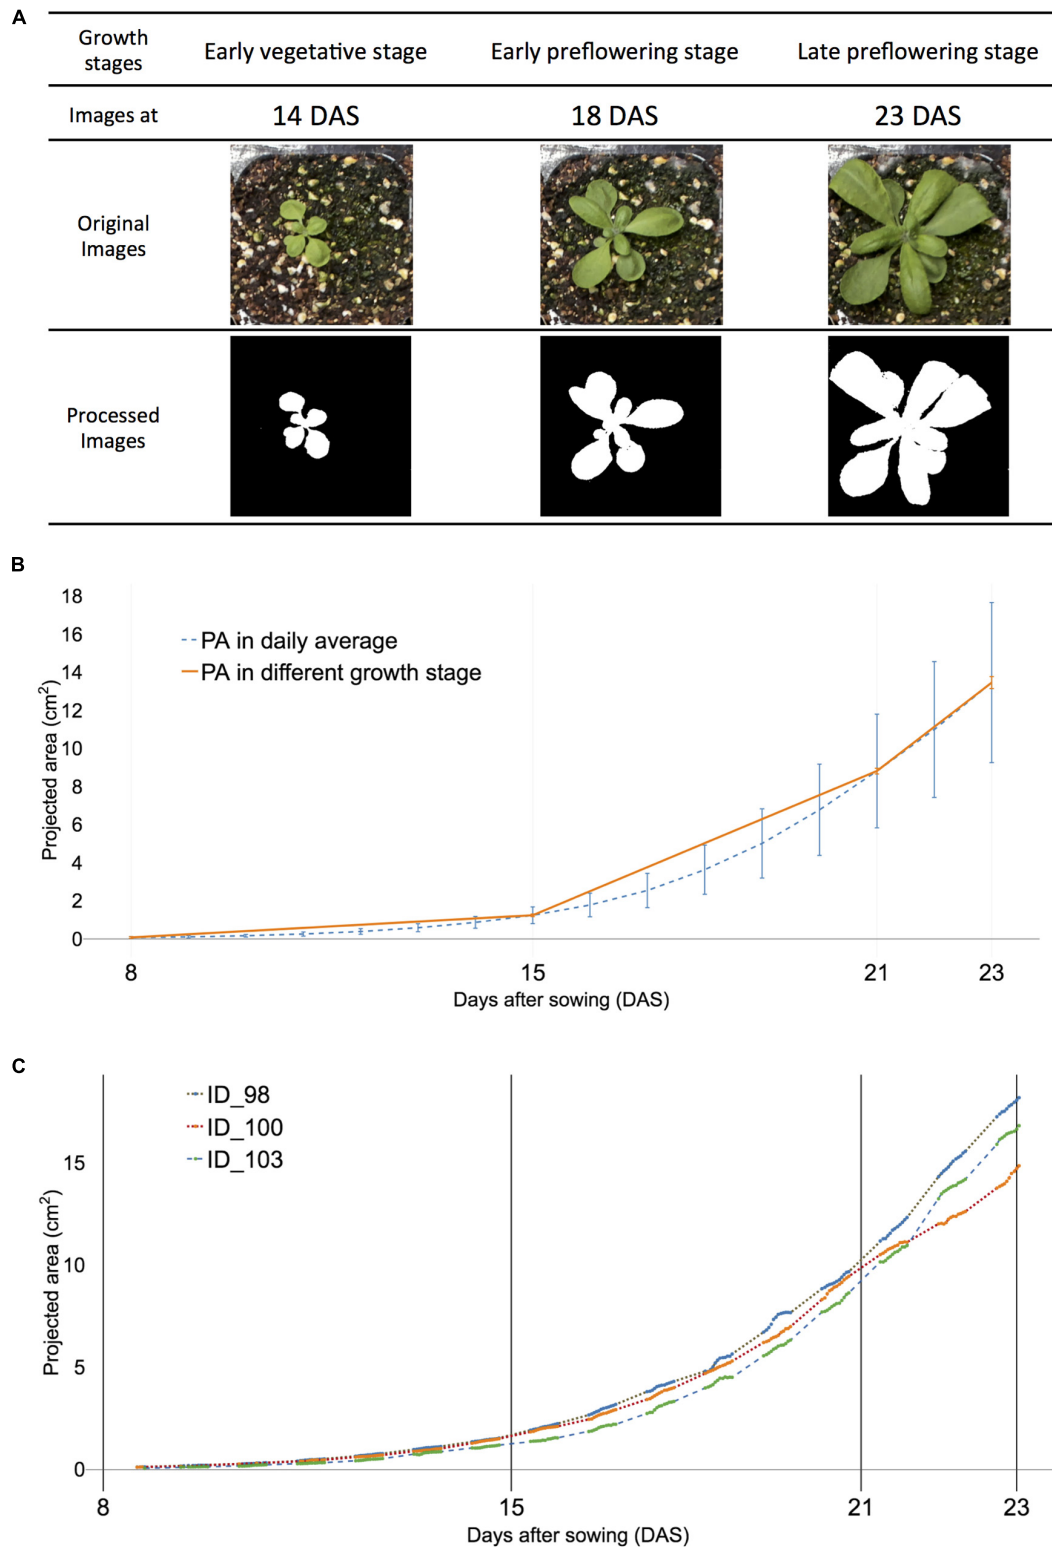 A
Growth
stages
Early vegetative stage
Early preflowering stage
Late preflowering stage
Images at
14 DAS
18 DAS
23 DAS
Original
Images
Processed
Images
B
18
16
14
12
10
8
6
4
2
0
Projected area (cm2)
PA in daily average
PA in different growth stage
8
15
21
23
Days after sowing (DAS)
C
ID_98
ID_100
ID_103
15
10
5
0
Projected area (cm2)
8
15
21
23
Days after sowing (DAS)